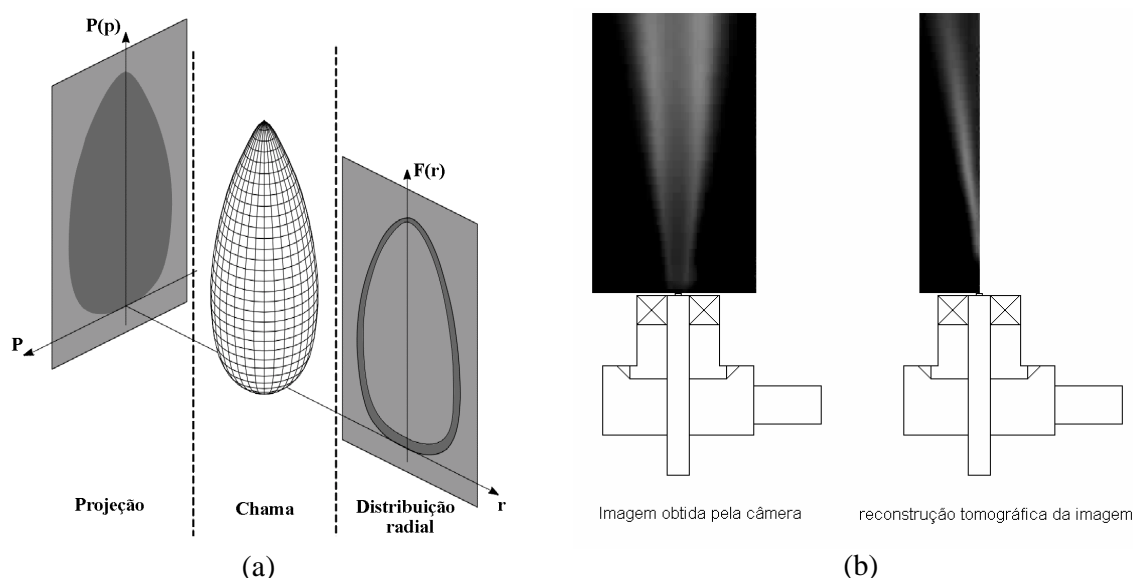 P(p)
F(r)
P
r
Projeção
Chama
Distribuição
radial
(a)
Imagem obtida pela câmera
reconstrução tomográfica da imagem
(b)